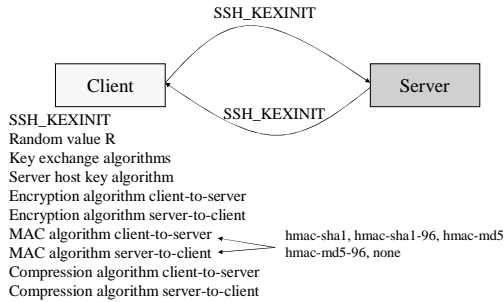 SSH_KEXINIT
Client
Server
SSH_KEXINIT
SSH_KEXINIT
Random value R
Key exchange algorithms
Server host key algorithm
Encryption algorithm client-to-server
Encryption algorithm server-to-client
MAC algorithm client-to-server
MAC algorithm server-to-client
hmac-sha1, hmac-sha1-96, hmac-md5
hmac-md5-96, none
Compression algorithm client-to-server
Compression algorithm server-to-client